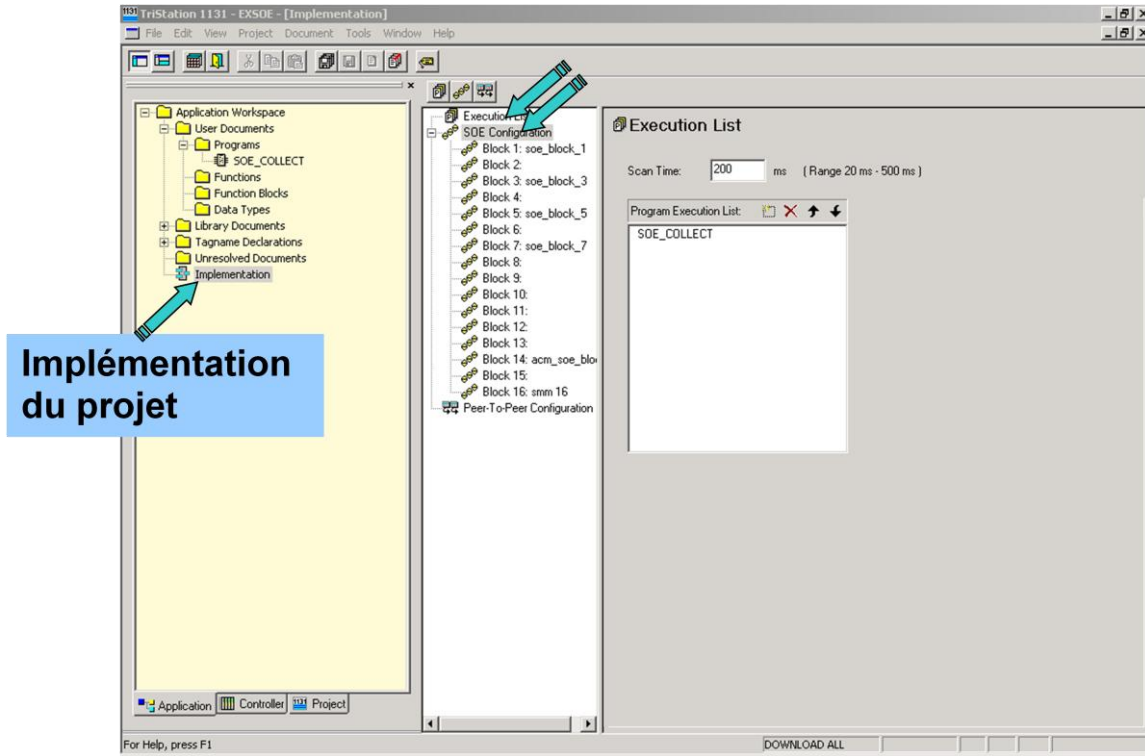 TriStation 1131 - EXSOE - [Implementation]
File Edit View Project Document Tools Window Help
Application Workspace
User Documents
Programs
SOE_COLLECT
Functions
Function Blocks
Data Types
Library Documents
Tagname Declarations
Unresolved Documents
Implementation
Implémentation
du projet
Application
Controller
Project
Execution
SOE Configuration
Block 1: soe_block_1
Block 2:
Block 3: soe_block_3
Block 4:
Block 5: soe_block_5
Block 6:
Block 7: soe_block_7
Block 8:
Block 9:
Block 10:
Block 11:
Block 12:
Block 13:
Block 14: acm_soe_blo
Block 15:
Block 16: smm 16
Peer-To-Peer Configuration
Execution List
Scan Time: 200 ms (Range 20 ms - 500 ms)
Program Execution List:
SOE_COLLECT
For Help, press F1
DOWNLOAD ALL